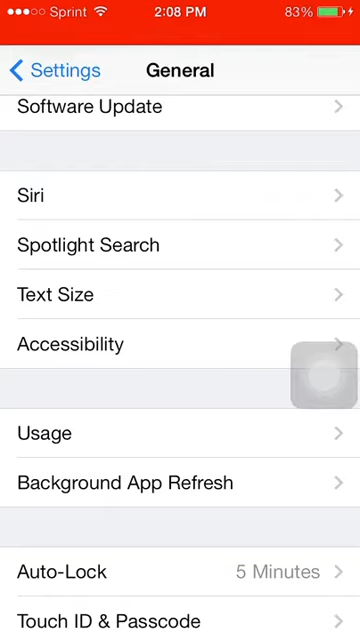 Sprint 2:08 PM 83%
Settings General
Software Update
Siri
Spotlight Search
Text Size
Accessibility
Usage
Background App Refresh
Auto-Lock 5 Minutes
Touch ID & Passcode